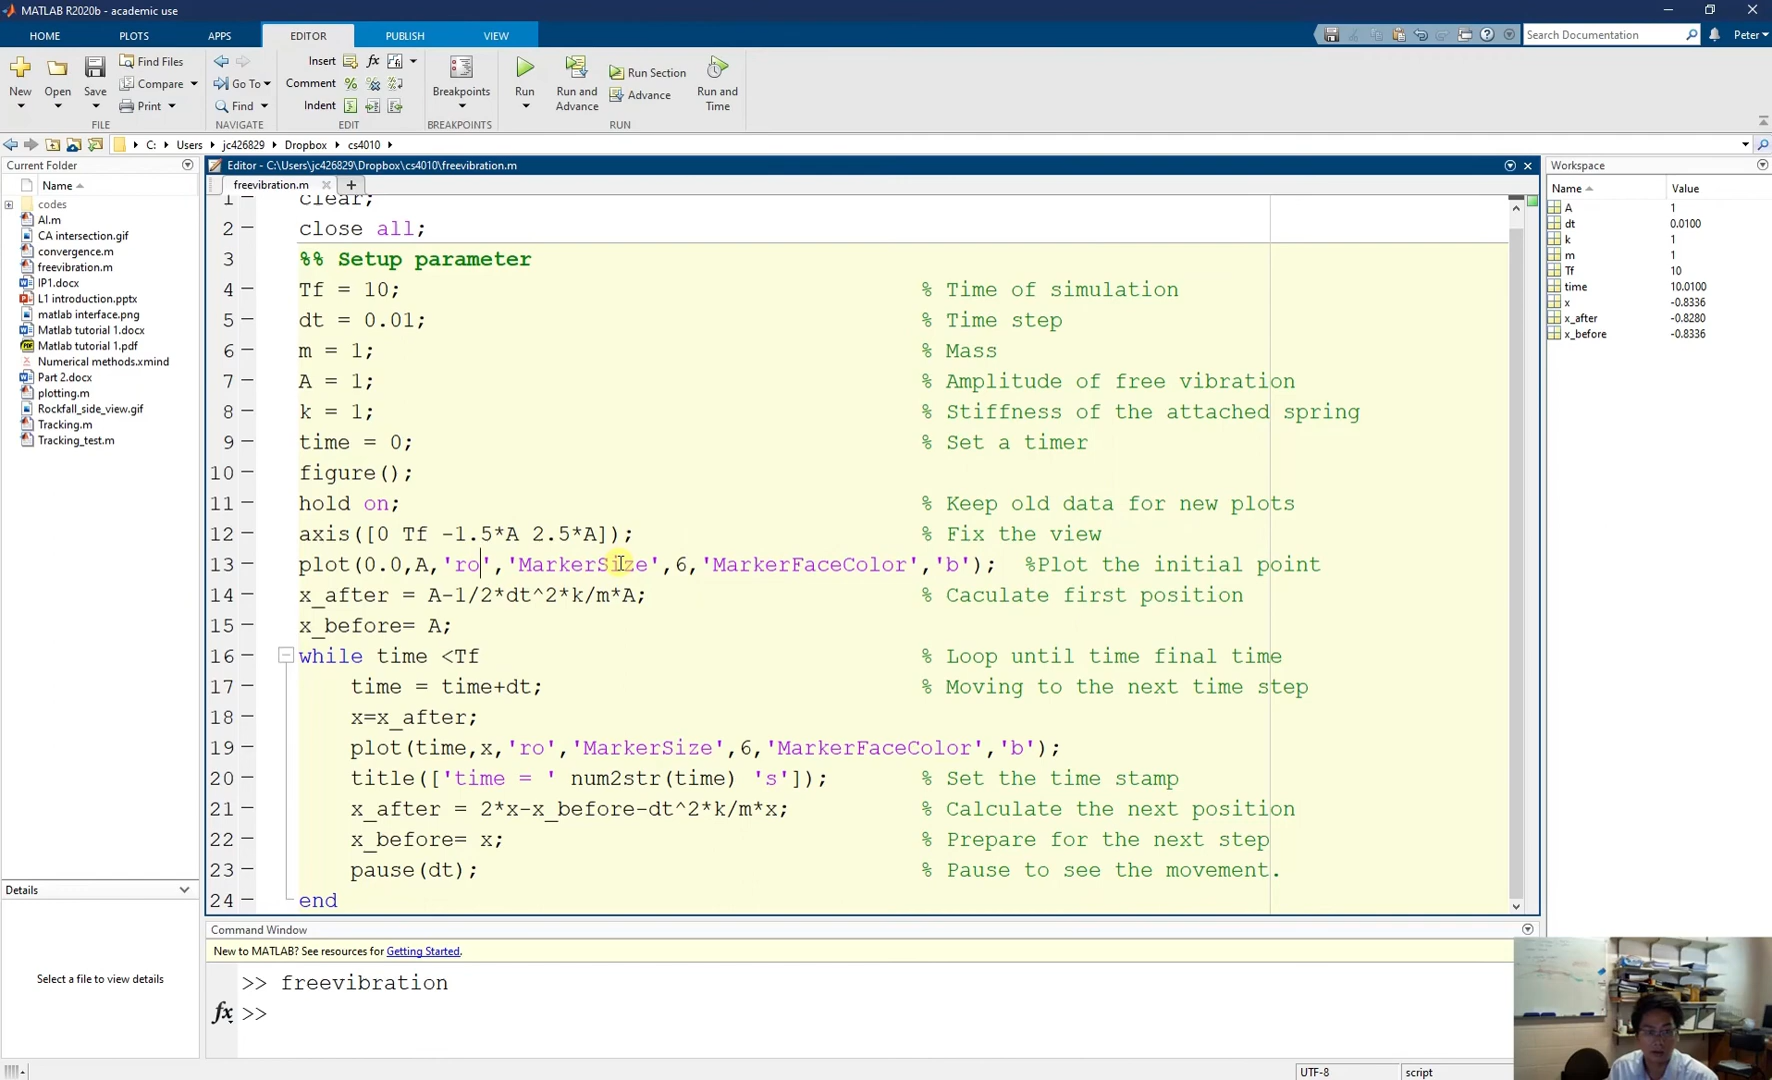 MATLAB R2020b - academic use
HOME PLOTS APPS EDITOR PUBLISH VIEW
Search Documentation
Peter
New Open Save Find Files Compare Print
Go To Find
Insert fx
Comment %
Indent
Breakpoints
Run
Run and Advance
Run Section
Advance
Run and Time
FILE NAVIGATE EDIT BREAKPOINTS RUN
C: Users jc426829 Dropbox cs4010
Current Folder
Name
codes
AI.m
CA intersection.gif
convergence.m
freevibration.m
IP1.docx
L1 introduction.pptx
matlab interface.png
Matlab tutorial 1.docx
Matlab tutorial 1.pdf
Numerical methods.xmind
Part 2.docx
plotting.m
Rockfall_side_view.gif
Tracking.m
Tracking_test.m
Details
Select a file to view details
Editor - C:\Users\jc426829\Dropbox\cs4010\freevibration.m
freevibration.m
1 clear;
2 close all;
3 %% Setup parameter
4 Tf = 10; % Time of simulation
5 dt = 0.01; % Time step
6 m = 1; % Mass
7 A = 1; % Amplitude of free vibration
8 k = 1; % Stiffness of the attached spring
9 time = 0; % Set a timer
10 figure();
11 hold on; % Keep old data for new plots
12 axis([0 Tf -1.5*A 2.5*A]); % Fix the view
13 plot(0.0,A,'ro','MarkerSize',6,'MarkerFaceColor','b'); %Plot the initial point
14 x_after = A-1/2*dt^2*k/m*A; % Caculate first position
15 x_before= A;
16 while time <Tf % Loop until time final time
17 time = time+dt; % Moving to the next time step
18 x=x_after;
19 plot(time,x,'ro','MarkerSize',6,'MarkerFaceColor','b');
20 title(['time = ' num2str(time) 's']); % Set the time stamp
21 x_after = 2*x-x_before-dt^2*k/m*x; % Calculate the next position
22 x_before= x; % Prepare for the next step
23 pause(dt); % Pause to see the movement.
24 end
Command Window
New to MATLAB? See resources for Getting Started.
>> freevibration
fx >>
Workspace
Name Value
A 1
dt 0.0100
k 1
m 1
Tf 10
time 10.0100
x -0.8336
x_after -0.8280
x_before -0.8336
UTF-8 script